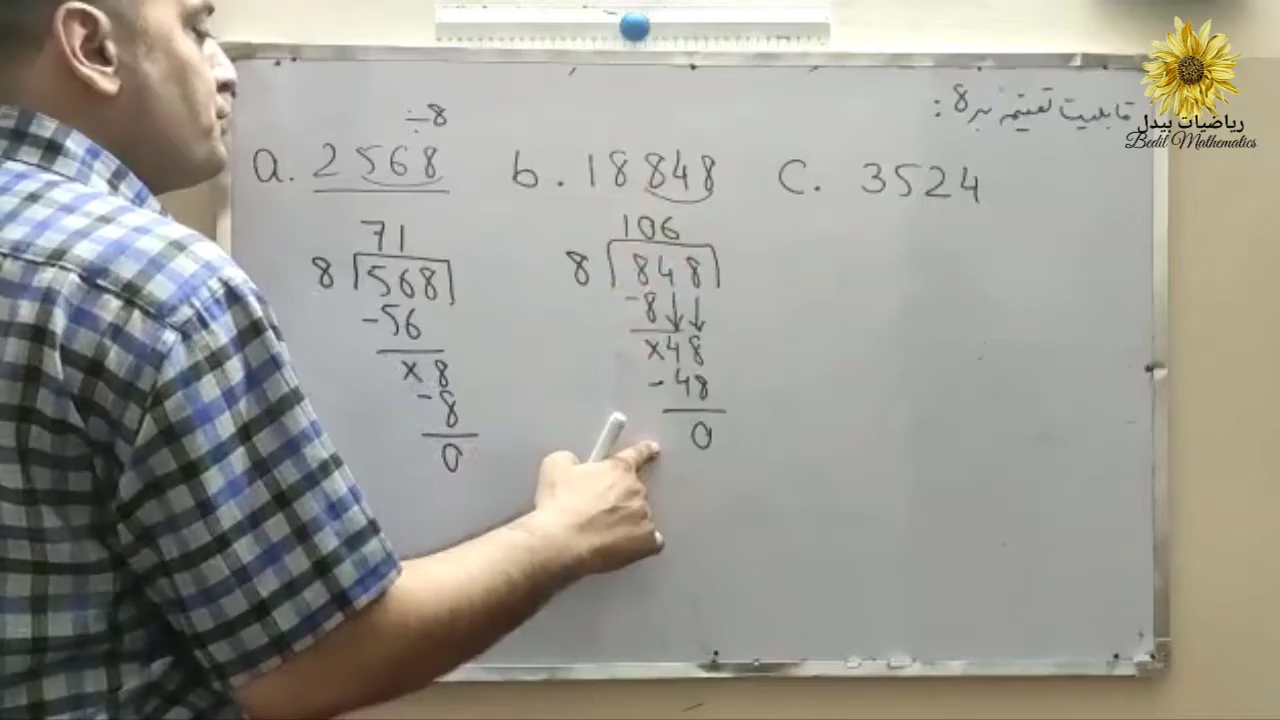 قابلیت تقسیم بر 8:
ریاضیات بیدل
Bedil Mathematics
÷8
a. 2568 b. 18848 C. 3524
71
8 568
-56
x8
-8
0
106
8 848
-8
x48
-48
0